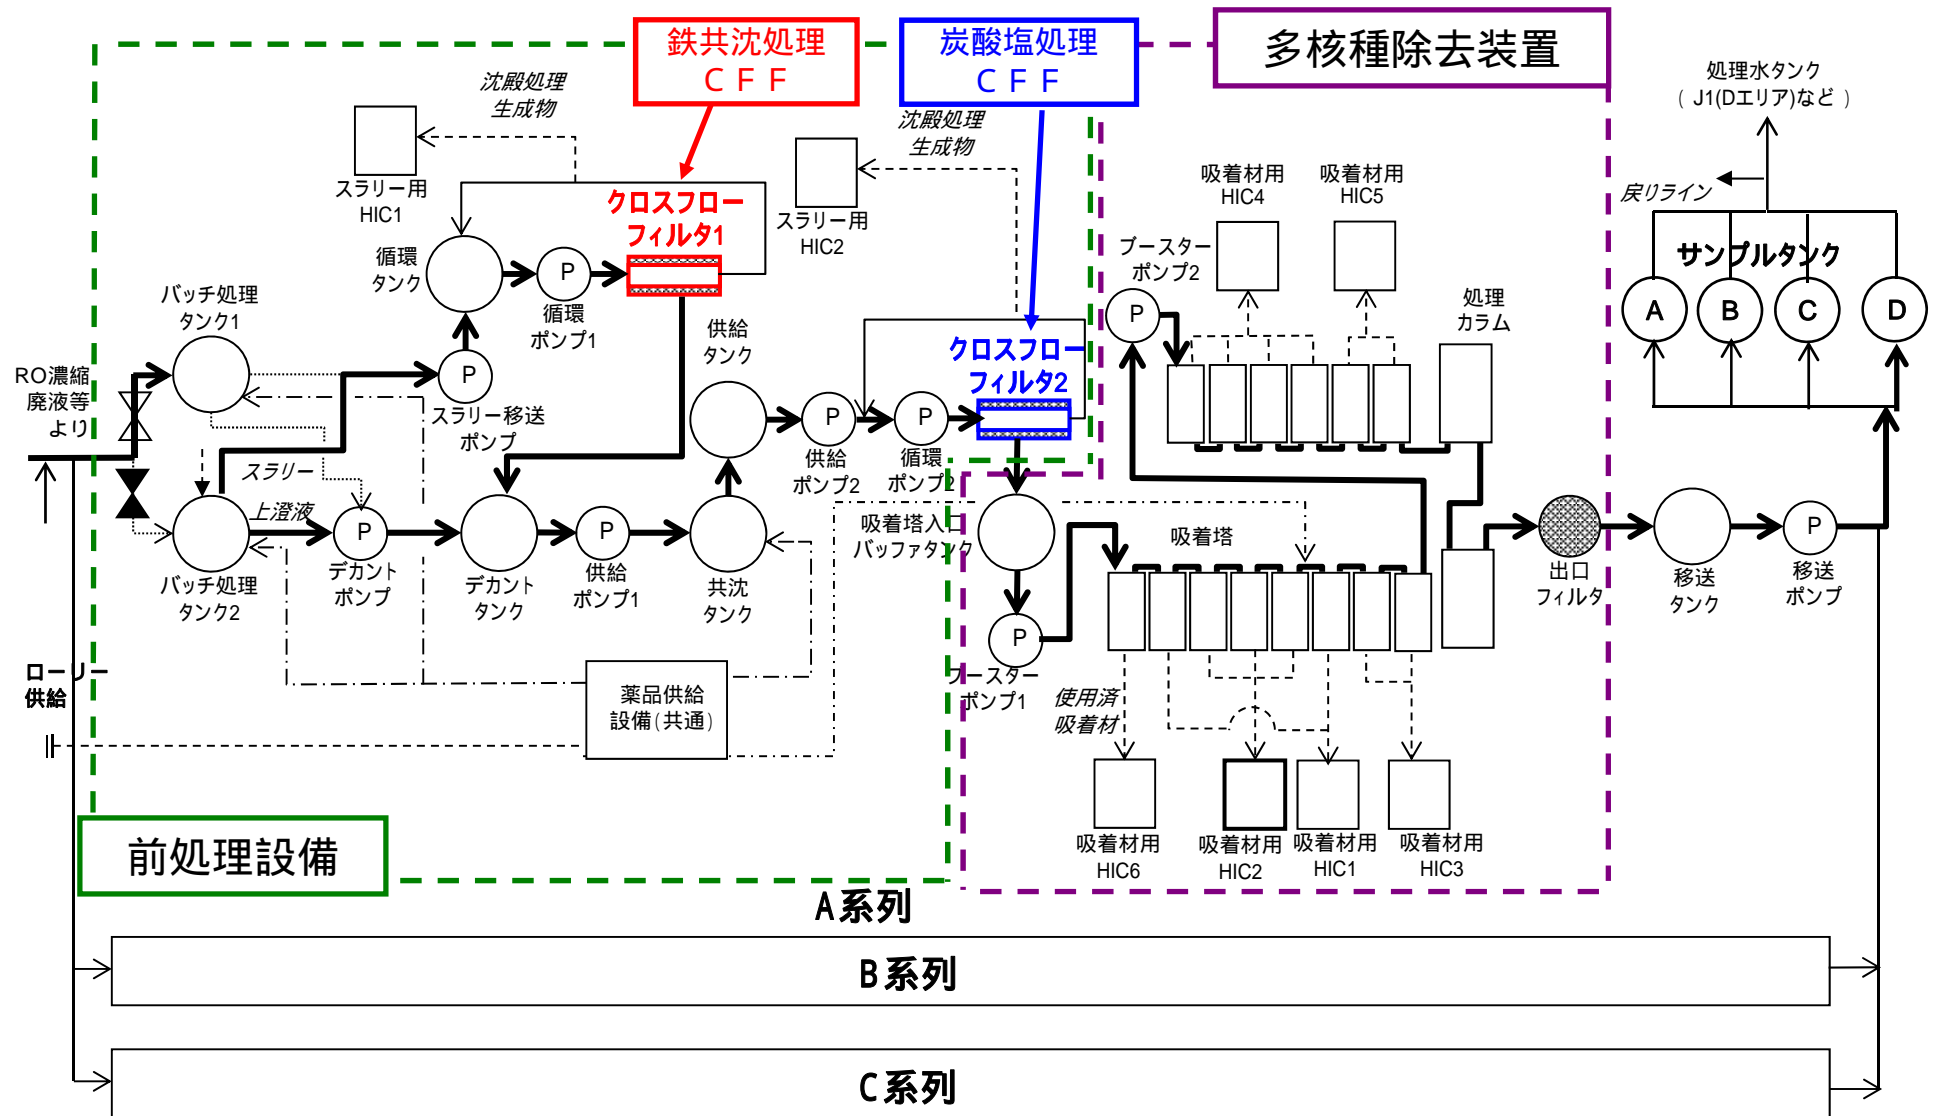 鉄共沈処理
ＣＦＦ
炭酸塩処理
ＣＦＦ
多核種除去装置
処理水タンク
( J1(Dエリア)など )
沈殿処理
生成物
沈殿処理
生成物
スラリー用
HIC1
スラリー用
HIC2
クロスフロー
フィルタ1
吸着材用
HIC4
吸着材用
HIC5
戻りライン
循環
タンク
P
循環
ポンプ1
ブースター
ポンプ2
P
サンプルタンク
A
B
C
D
バッチ処理
タンク1
供給
タンク
処理
カラム
RO濃縮
廃液等
より
P
スラリー移送
ポンプ
クロスフロー
フィルタ2
P
供給
ポンプ2
P
循環
ポンプ2
スラリー
上澄液
バッチ処理
タンク2
P
デカント
ポンプ
デカント
タンク
P
供給
ポンプ1
共沈
タンク
吸着塔入口
バッファタンク
吸着塔
出口
フィルタ
移送
タンク
P
移送
ポンプ
P
ブースター
ポンプ1
ローリー
供給
薬品供給
設備(共通)
使用済
吸着材
吸着材用
HIC6
吸着材用
HIC2
吸着材用
HIC1
吸着材用
HIC3
前処理設備
A系列
B系列
C系列